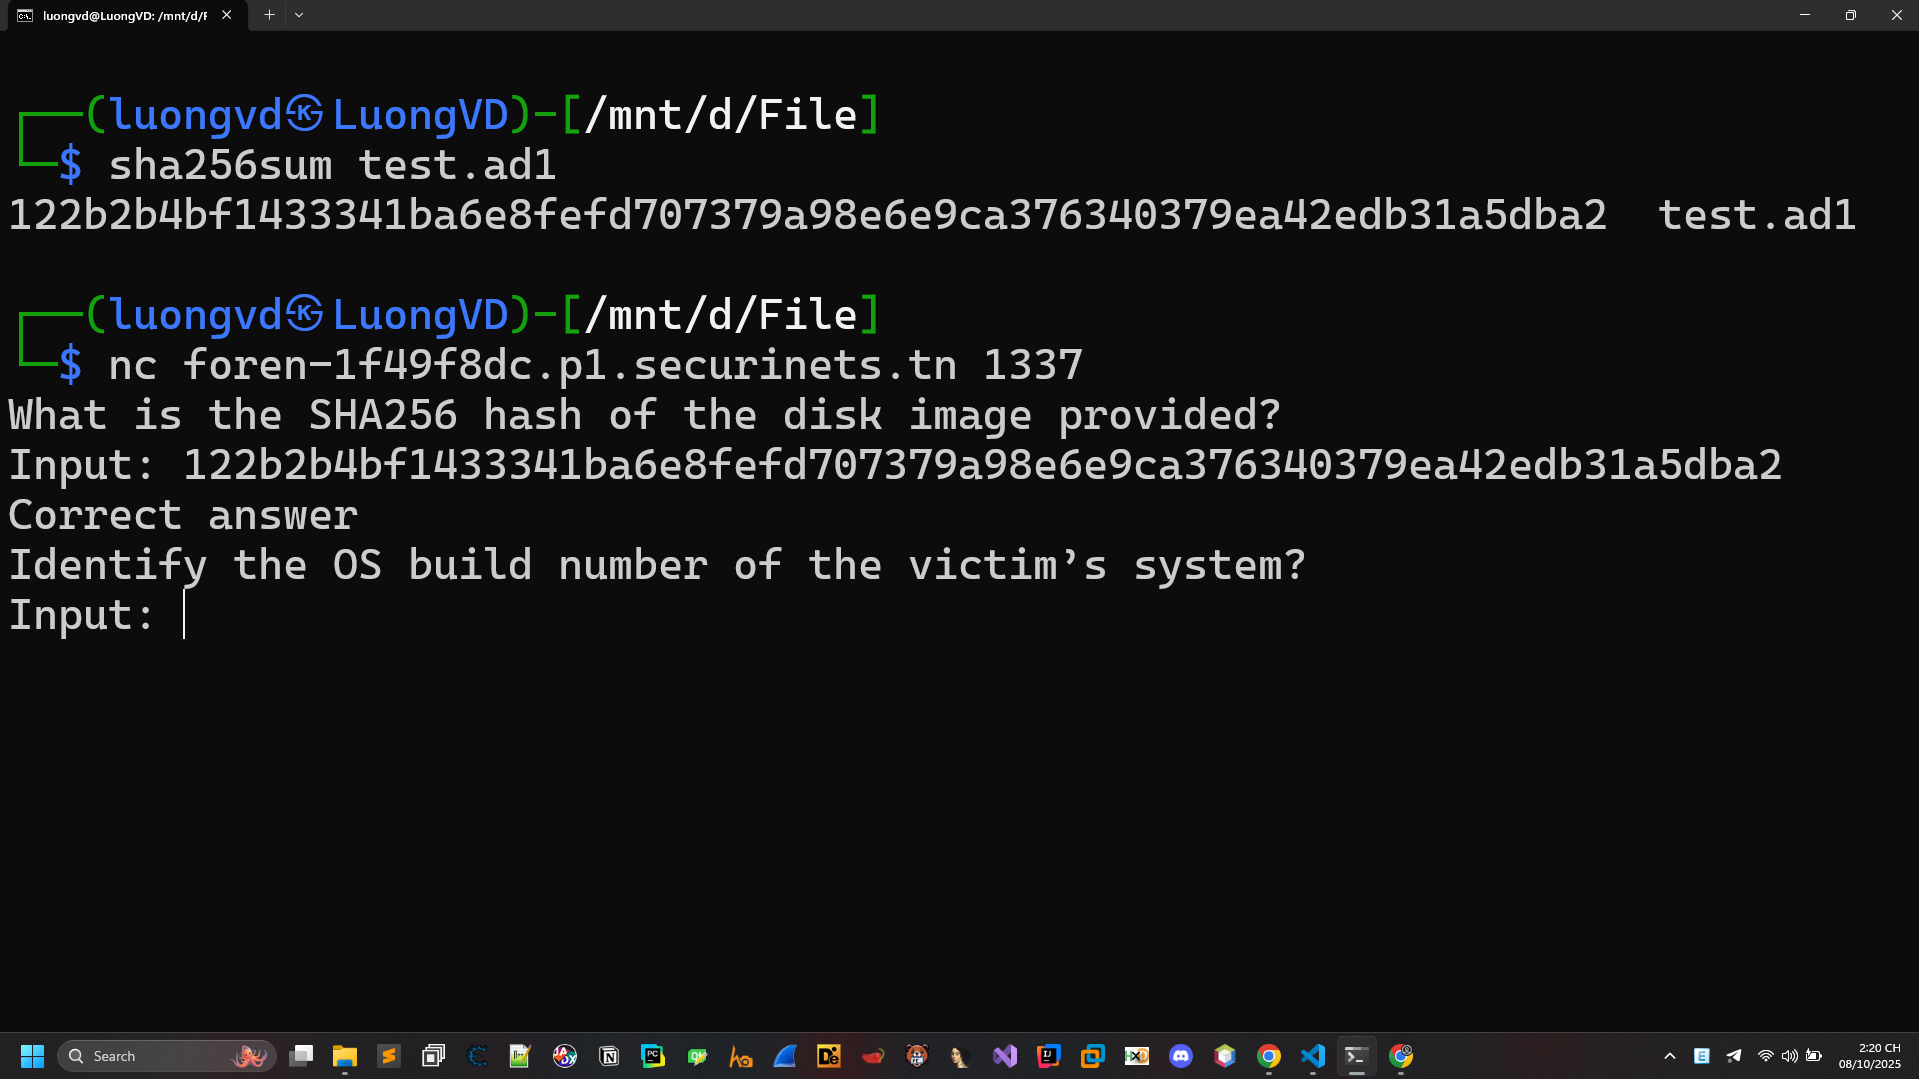 luongvd@LuongVD: /mnt/d/F
┌──(luongvd㉿LuongVD)-[/mnt/d/File]
└─$ sha256sum test.ad1
122b2b4bf1433341ba6e8fefd707379a98e6e9ca376340379ea42edb31a5dba2  test.ad1
┌──(luongvd㉿LuongVD)-[/mnt/d/File]
└─$ nc foren-1f49f8dc.p1.securinets.tn 1337
What is the SHA256 hash of the disk image provided?
Input: 122b2b4bf1433341ba6e8fefd707379a98e6e9ca376340379ea42edb31a5dba2
Correct answer
Identify the OS build number of the victim’s system?
Input:
Search
2:20 CH
08/10/2025